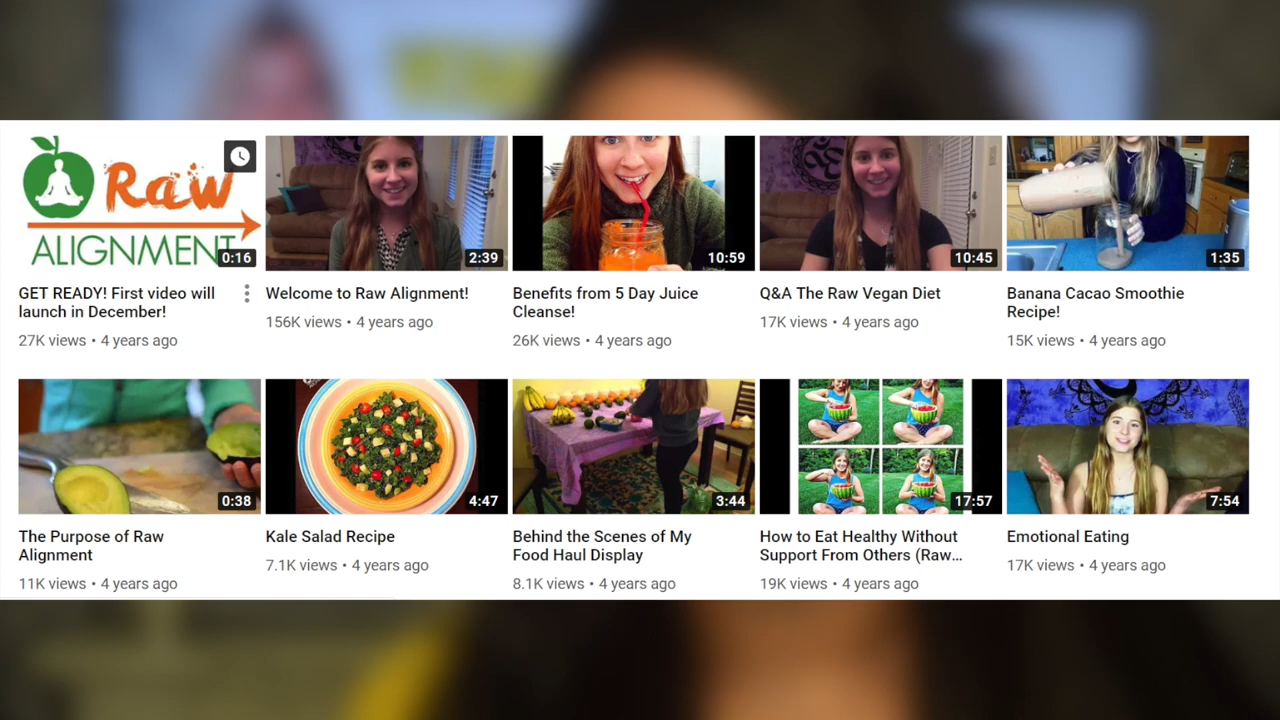 Raw
ALIGNMENT
0:16
2:39
10:59
10:45
1:35
GET READY! First video will
launch in December!
27K views • 4 years ago
Welcome to Raw Alignment!
156K views • 4 years ago
Benefits from 5 Day Juice
Cleanse!
26K views • 4 years ago
Q&A The Raw Vegan Diet
17K views • 4 years ago
Banana Cacao Smoothie
Recipe!
15K views • 4 years ago
0:38
4:47
3:44
17:57
7:54
The Purpose of Raw
Alignment
11K views • 4 years ago
Kale Salad Recipe
7.1K views • 4 years ago
Behind the Scenes of My
Food Haul Display
8.1K views • 4 years ago
How to Eat Healthy Without
Support From Others (Raw...
19K views • 4 years ago
Emotional Eating
17K views • 4 years ago